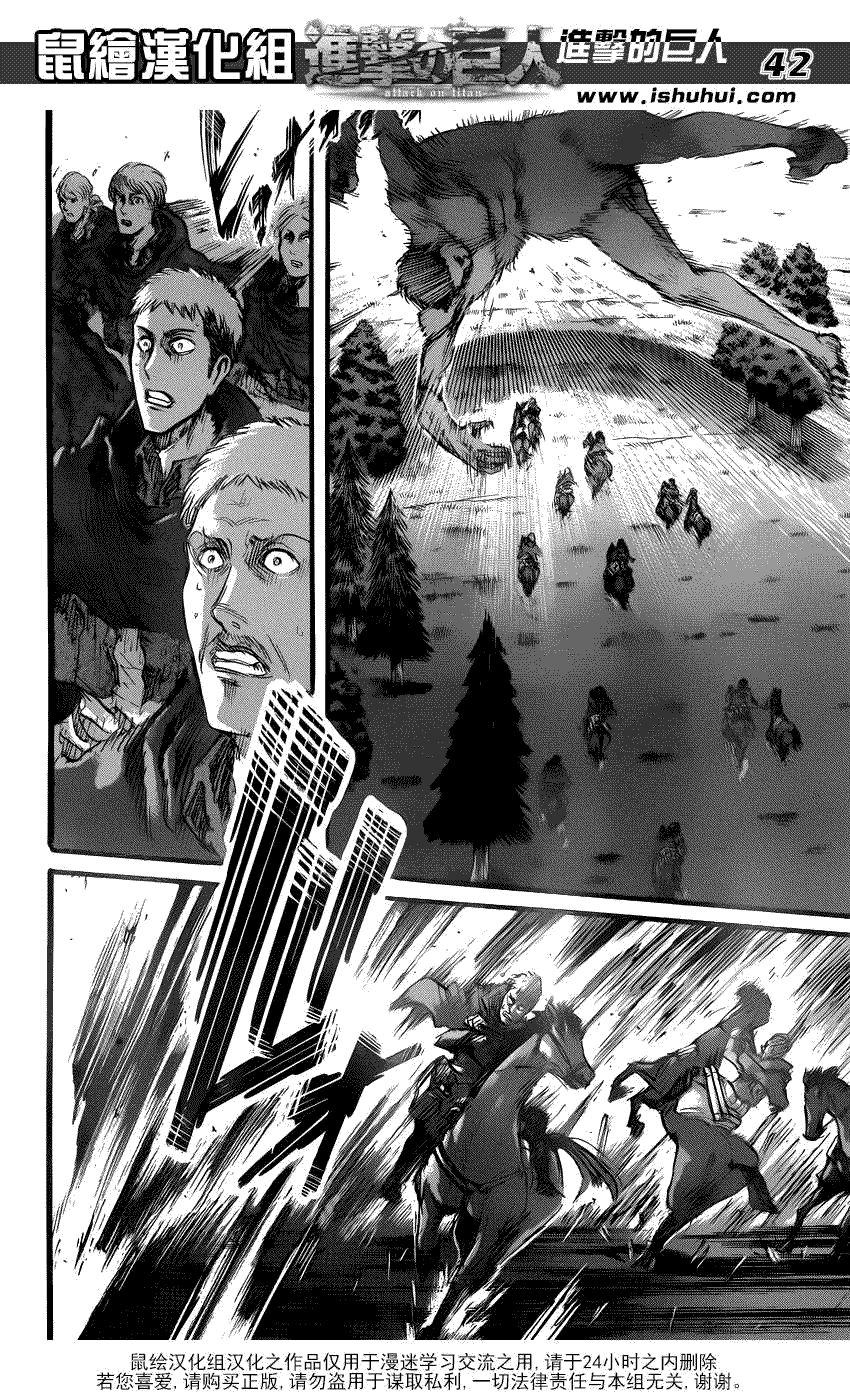 鼠繪漢化組
進撃の巨人
attack on titan
進擊的巨人
42
www.ishuhui.com
鼠绘汉化组汉化之作品仅用于漫迷学习交流之用,请于24小时之内删除
若您喜爱,请购买正版,请勿盗用于谋取私利,一切法律责任与本组无关,谢谢。